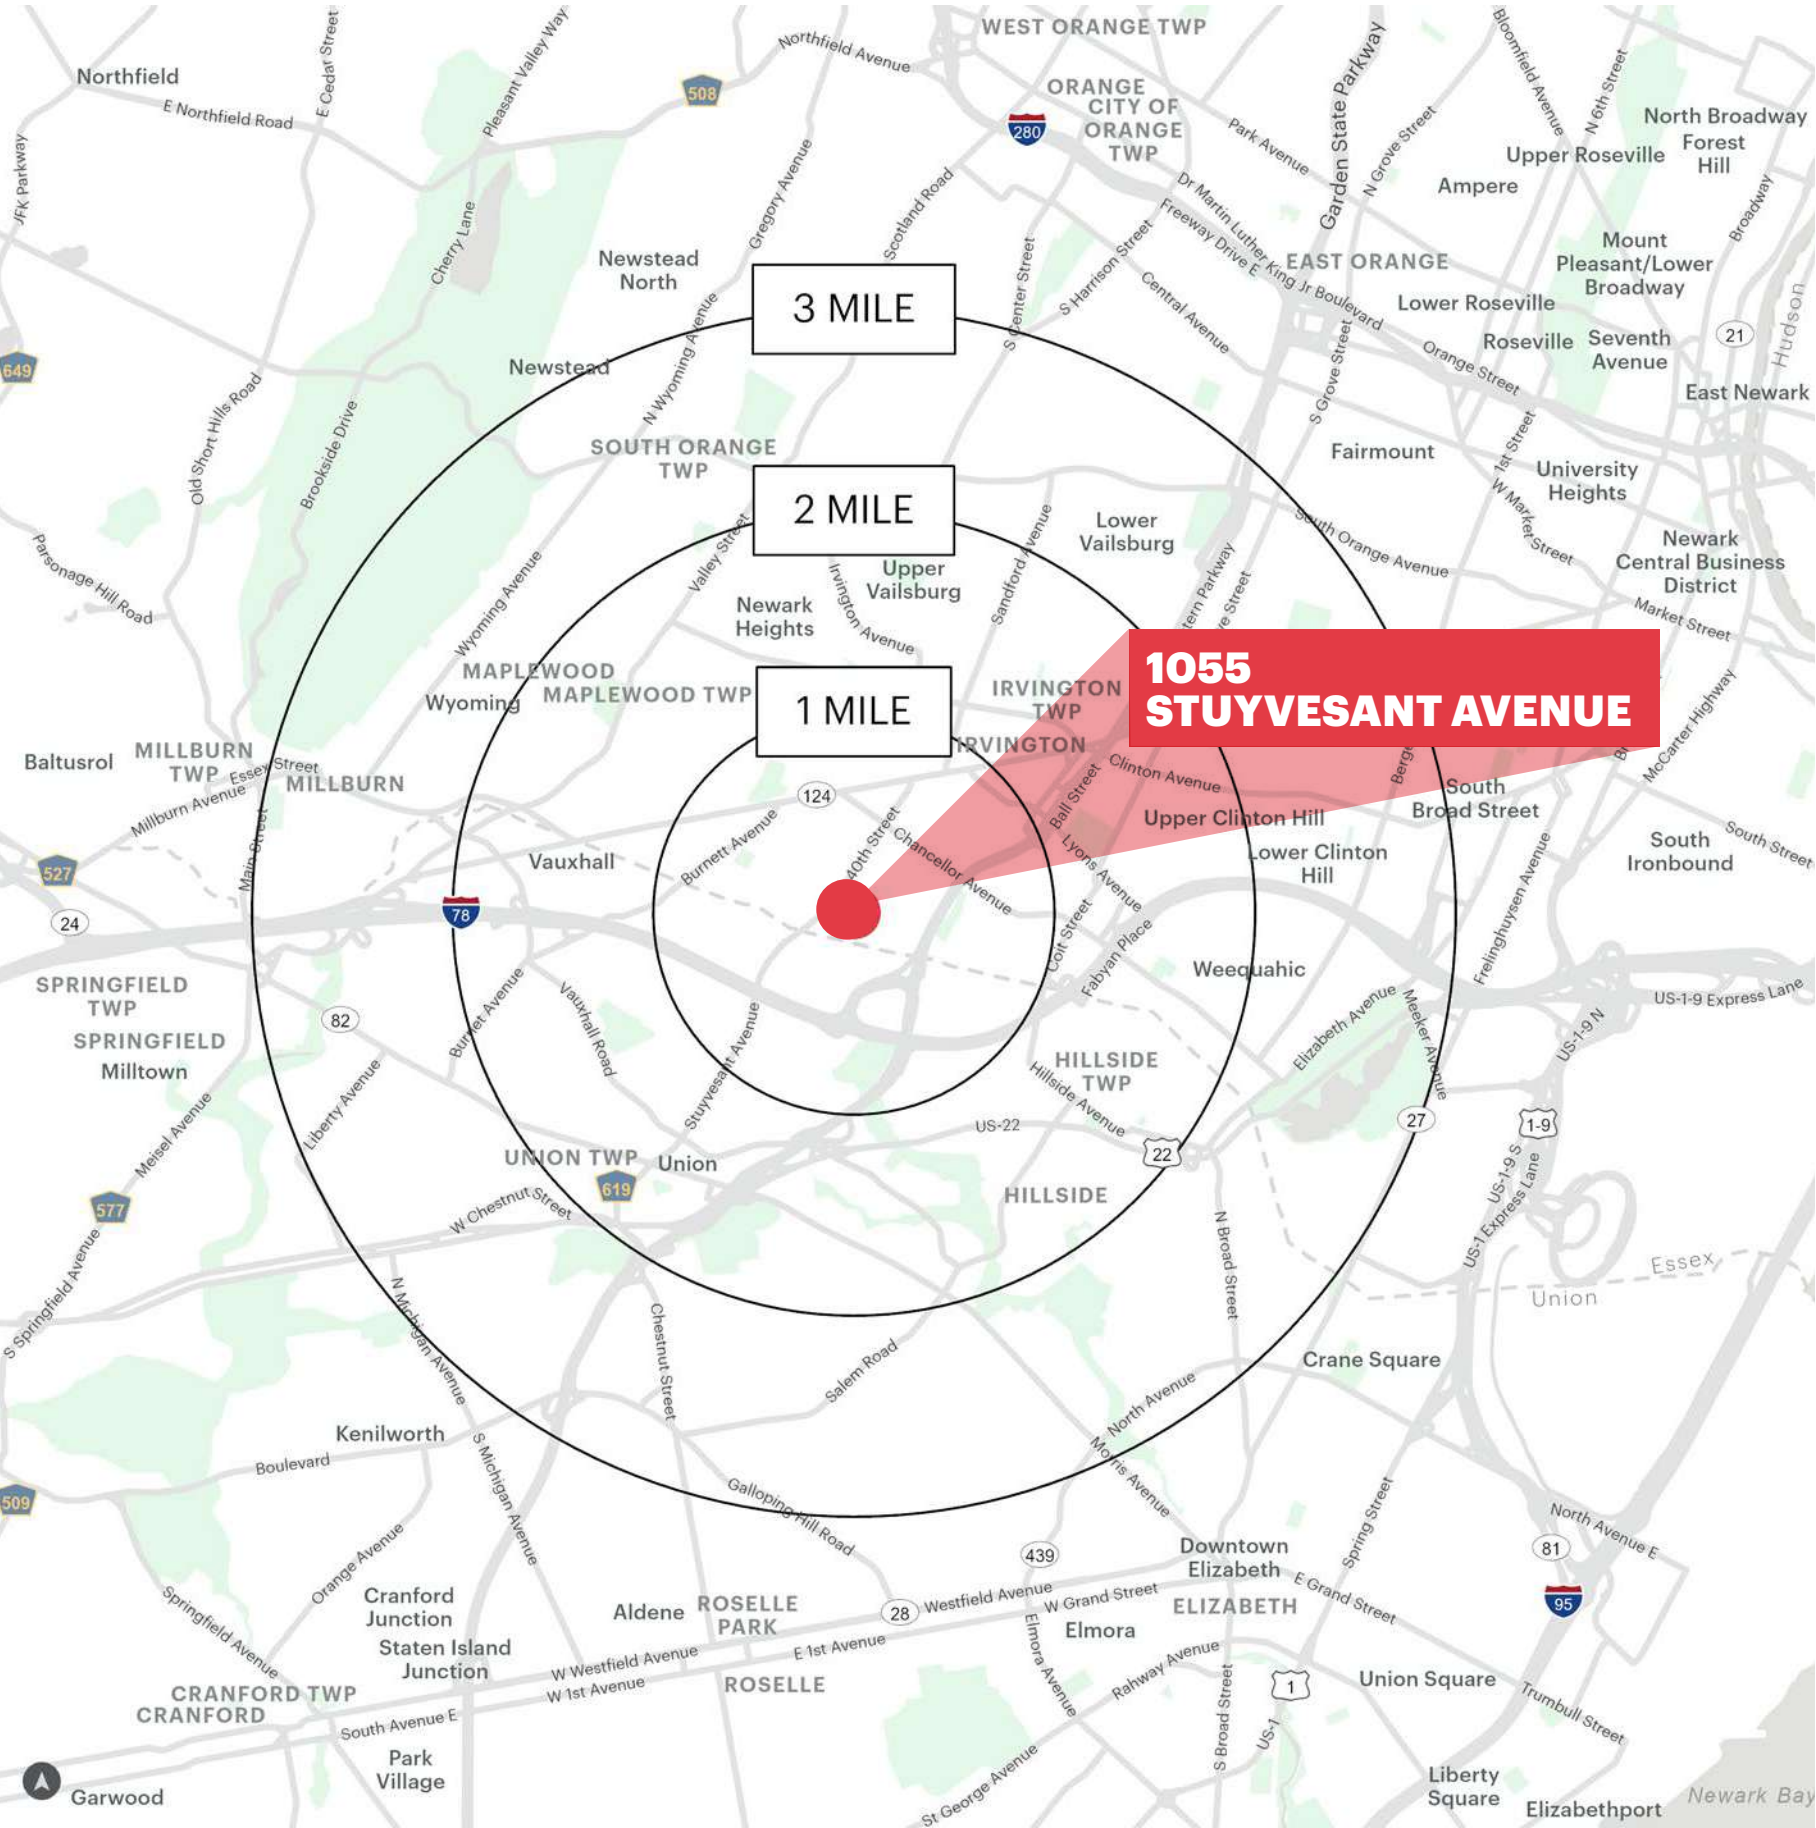 WEST ORANGE TWP
Northfield Avenue
Northfield
E Northfield Road
E Cedar Street
Pleasant Valley Way
508
ORANGE
CITY OF
ORANGE
TWP
280
Park Avenue
Garden State Parkway
N Grove Street
Bloomfield Avenue
N 6th Street
North Broadway
Forest
Hill
Upper Roseville
Ampere
Broadway
JFK Parkway
Cherry Lane
Gregory Avenue
Scotland Road
S Center Street
S Harrison Street
Dr Martin Luther King Jr Boulevard
Freeway Drive E
Central Avenue
EAST ORANGE
Mount
Pleasant/Lower
Broadway
Lower Roseville
Newstead
North
3 MILE
Roseville
Seventh
Avenue
21
Hudson
Orange Street
East Newark
649
Newstead
N Wyoming Avenue
S Grove Street
Old Short Hills Road
Brookside Drive
SOUTH ORANGE
TWP
Fairmount
1st Street
University
Heights
W Market Street
2 MILE
Lower
Vailsburg
South Orange Avenue
Newark
Central Business
District
Market Street
Parsonage Hill Road
Wyoming Avenue
Valley Street
Irvington Avenue
Upper
Vailsburg
Sandford Avenue
Newark
Heights
tern Parkway
ve Street
1055
STUYVESANT AVENUE
MAPLEWOOD
Wyoming
MAPLEWOOD TWP
1 MILE
IRVINGTON
TWP
IRVINGTON
McCarter Highway
Baltusrol
MILLBURN
TWP
Essex Street
MILLBURN
Millburn Avenue
Main Street
124
Clinton Avenue
Berge
South
Broad Street
Ball Street
Upper Clinton Hill
Lower Clinton
Hill
South
Ironbound
South Street
527
24
Vauxhall
Burnett Avenue
40th Street
Chancellor Avenue
Lyons Avenue
78
Coit Street
Fabyan Place
Frelinghuysen Avenue
Weequahic
SPRINGFIELD
TWP
SPRINGFIELD
Milltown
82
Burnet Avenue
Vauxhall Road
Stuyvesant Avenue
HILLSIDE
TWP
Hillside Avenue
Elizabeth Avenue
Meeker Avenue
US-1-9 Express Lane
US-1-9 N
Liberty Avenue
Meisel Avenue
US-22
22
27
1-9
UNION TWP
Union
619
577
W Chestnut Street
HILLSIDE
US-1-9 S
US-1 Express Lane
N Broad Street
Essex
Union
S Springfield Avenue
N Michigan Avenue
Chestnut Street
Salem Road
Crane Square
North Avenue
Kenilworth
Boulevard
S Michigan Avenue
Morris Avenue
509
Galloping Hill Road
Spring Street
North Avenue E
81
95
Orange Avenue
439
Downtown
Elizabeth
E Grand Street
Springfield Avenue
Cranford
Junction
Aldene
ROSELLE
PARK
28
Westfield Avenue
W Grand Street
ELIZABETH
Elmora
Elmora Avenue
Staten Island
Junction
E 1st Avenue
W Westfield Avenue
W 1st Avenue
ROSELLE
Rahway Avenue
1
Union Square
Trumbull Street
CRANFORD TWP
CRANFORD
South Avenue E
S Broad Street
US-1
Park
Village
St George Avenue
Liberty
Square
Garwood
Elizabethport
Newark Bay